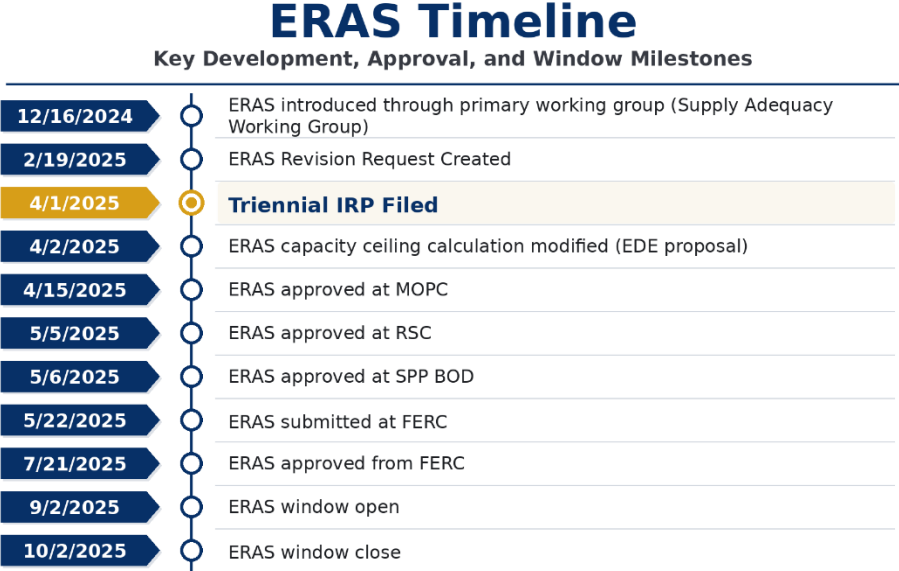 ERAS Timeline
Key Development, Approval, and Window Milestones
12/16/2024
ERAS introduced through primary working group (Supply Adequacy
Working Group)
2/19/2025
ERAS Revision Request Created
4/1/2025
Triennial IRP Filed
4/2/2025
ERAS capacity ceiling calculation modified (EDE proposal)
4/15/2025
ERAS approved at MOPC
5/5/2025
ERAS approved at RSC
5/6/2025
ERAS approved at SPP BOD
5/22/2025
ERAS submitted at FERC
7/21/2025
ERAS approved from FERC
9/2/2025
ERAS window open
10/2/2025
ERAS window close